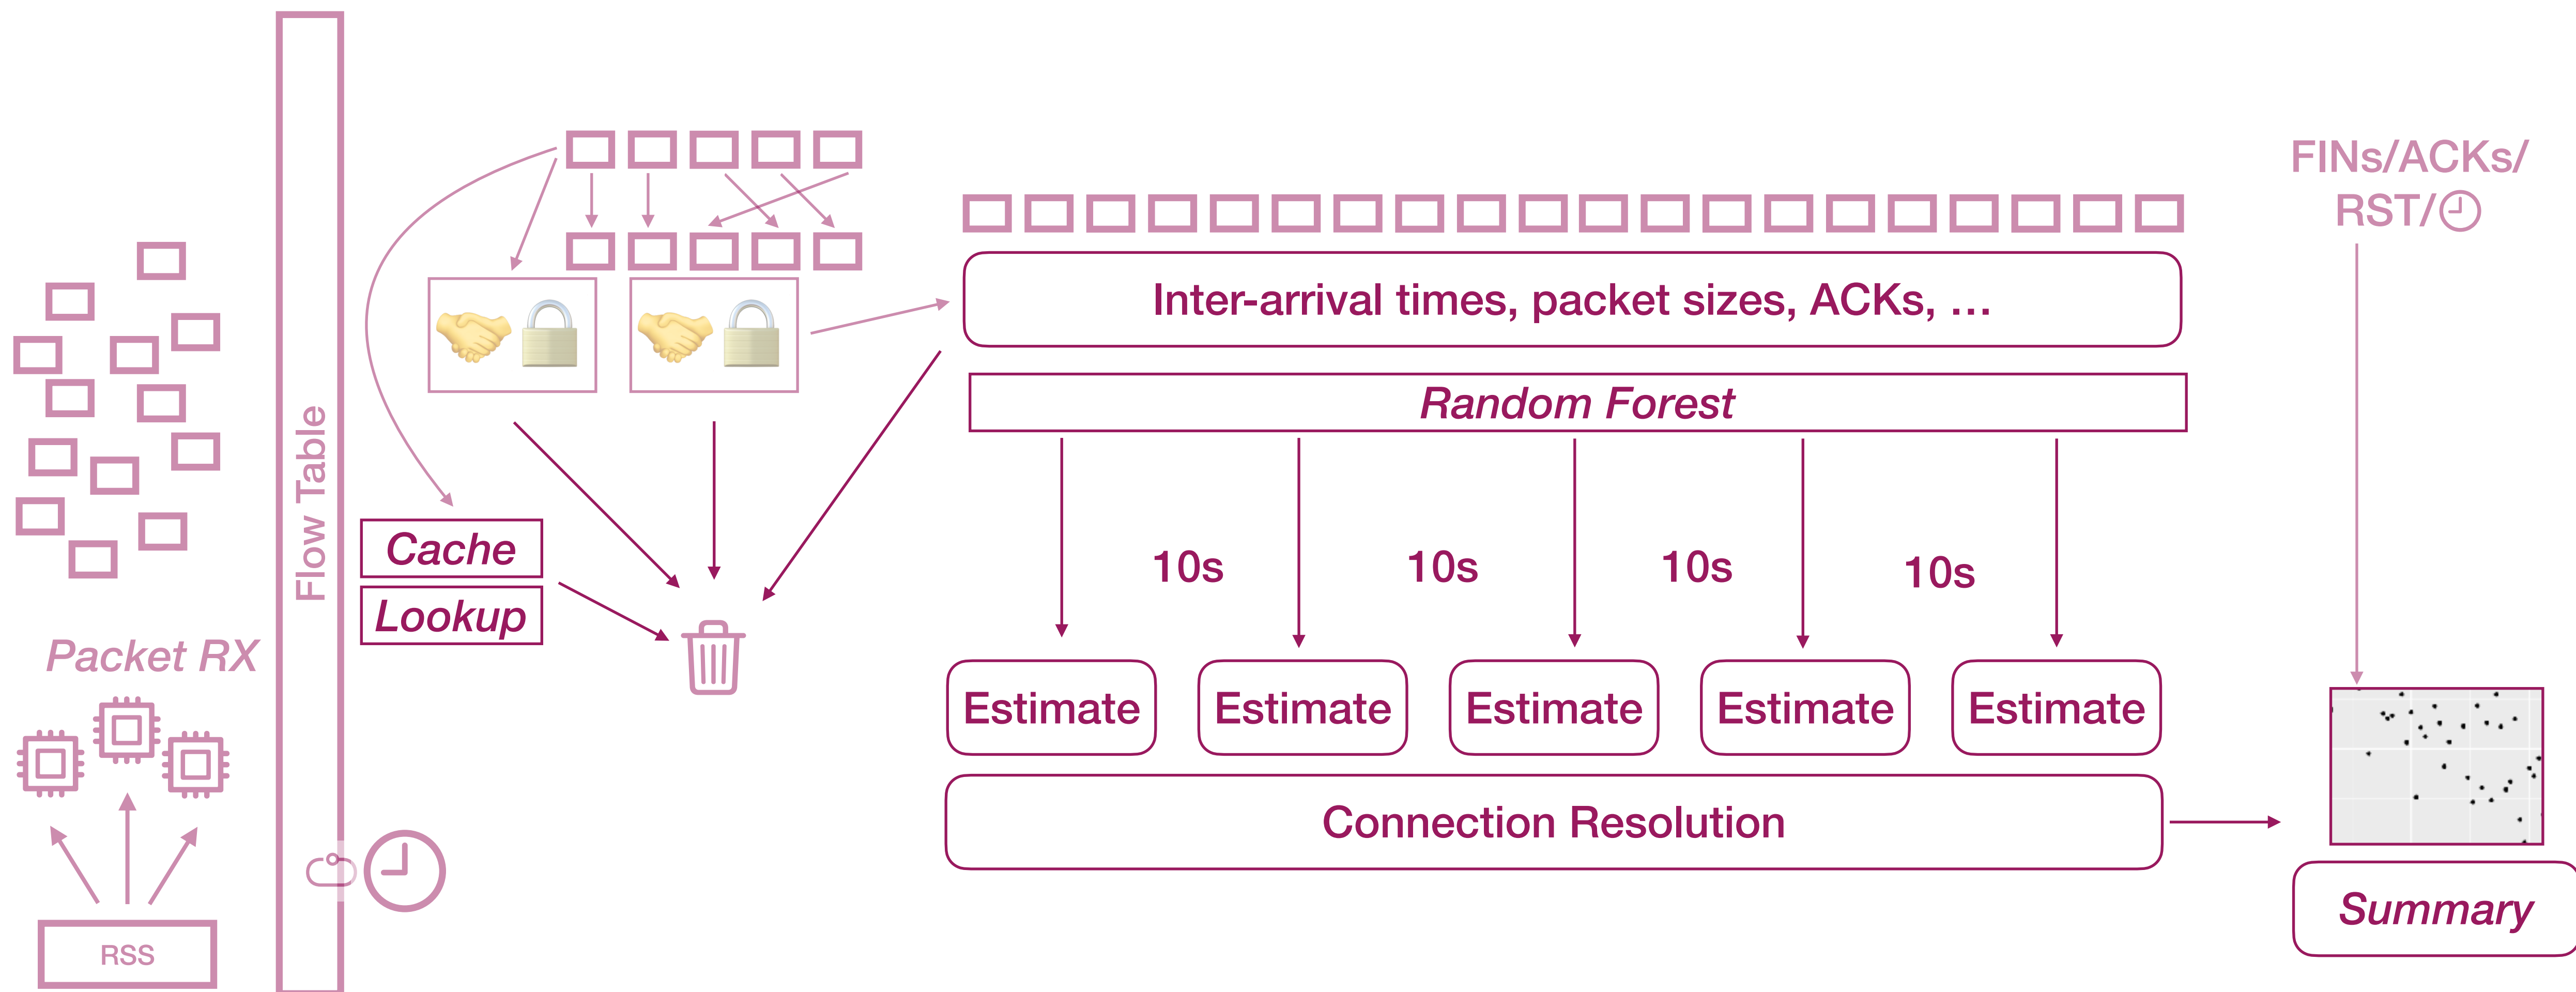 FINs/ACKs/
RST/
Inter-arrival times, packet sizes, ACKs, …
Random Forest
Flow Table
Cache
Lookup
10s
10s
10s
10s
Packet RX
Estimate
Estimate
Estimate
Estimate
Estimate
Connection Resolution
Summary
RSS